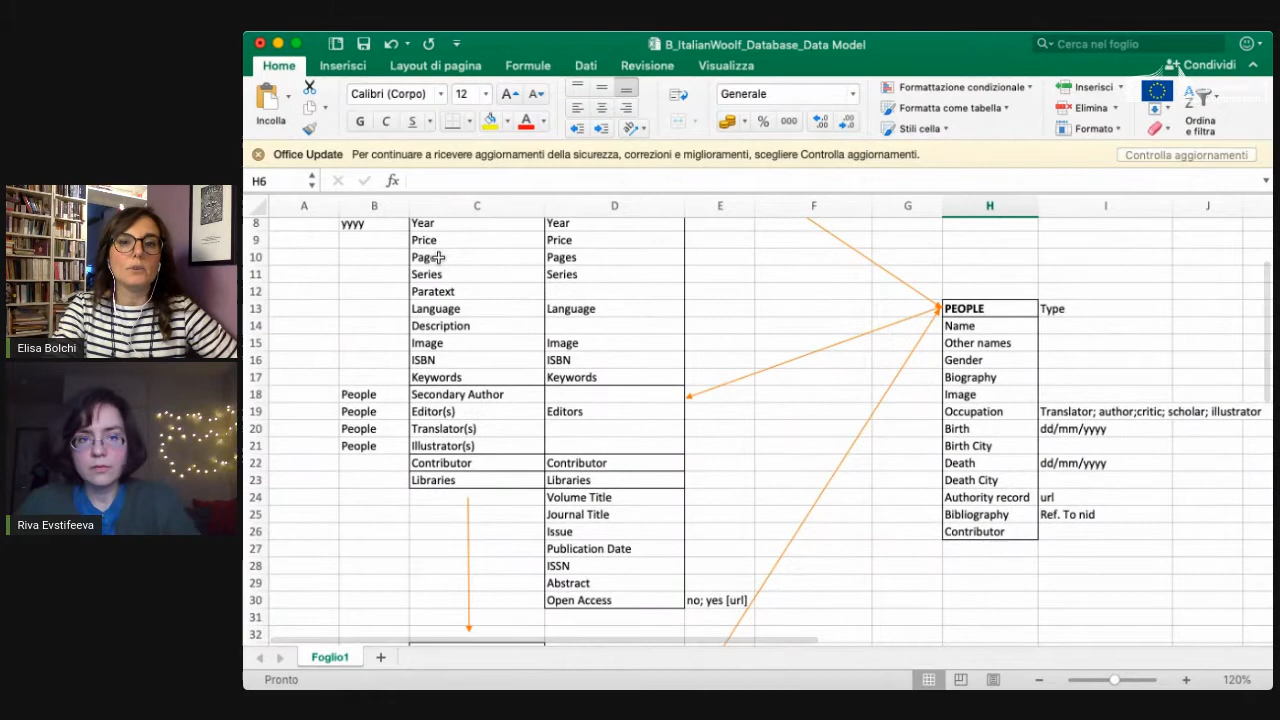 B_ItalianWoolf_Database_Data Model
Cerca nel foglio
Home Inserisci Layout di pagina Formule Dati Revisione Visualizza
Condividi
Incolla
Calibri (Corpo) 12 A A
G C S A
Generale
% 000
Formattazione condizionale
Formatta come tabella
Stili cella
Inserisci
Elimina
Formato
Ordina
e filtra
Office Update Per continuare a ricevere aggiornamenti della sicurezza, correzioni e miglioramenti, scegliere Controlla aggiornamenti.
Controlla aggiornamenti
H6 fx
A B C D E F G H I J
8 yyyy Year Year
9 Price Price
10 Pages Pages
11 Series Series
12 Paratext
13 Language Language PEOPLE Type
14 Description Name
15 Image Image Other names
16 ISBN ISBN Gender
17 Keywords Keywords Biography
18 People Secondary Author Image
19 People Editor(s) Editors Occupation Translator; author;critic; scholar; illustrator
20 People Translator(s) Birth dd/mm/yyyy
21 People Illustrator(s) Birth City
22 Contributor Contributor Death dd/mm/yyyy
23 Libraries Libraries Death City
24 Volume Title Authority record url
25 Journal Title Bibliography Ref. To nid
26 Issue Contributor
27 Publication Date
28 ISSN
29 Abstract
30 Open Access no; yes [url]
31
32
Foglio1
Pronto
120%
Elisa Bolchi
Riva Evstifeeva